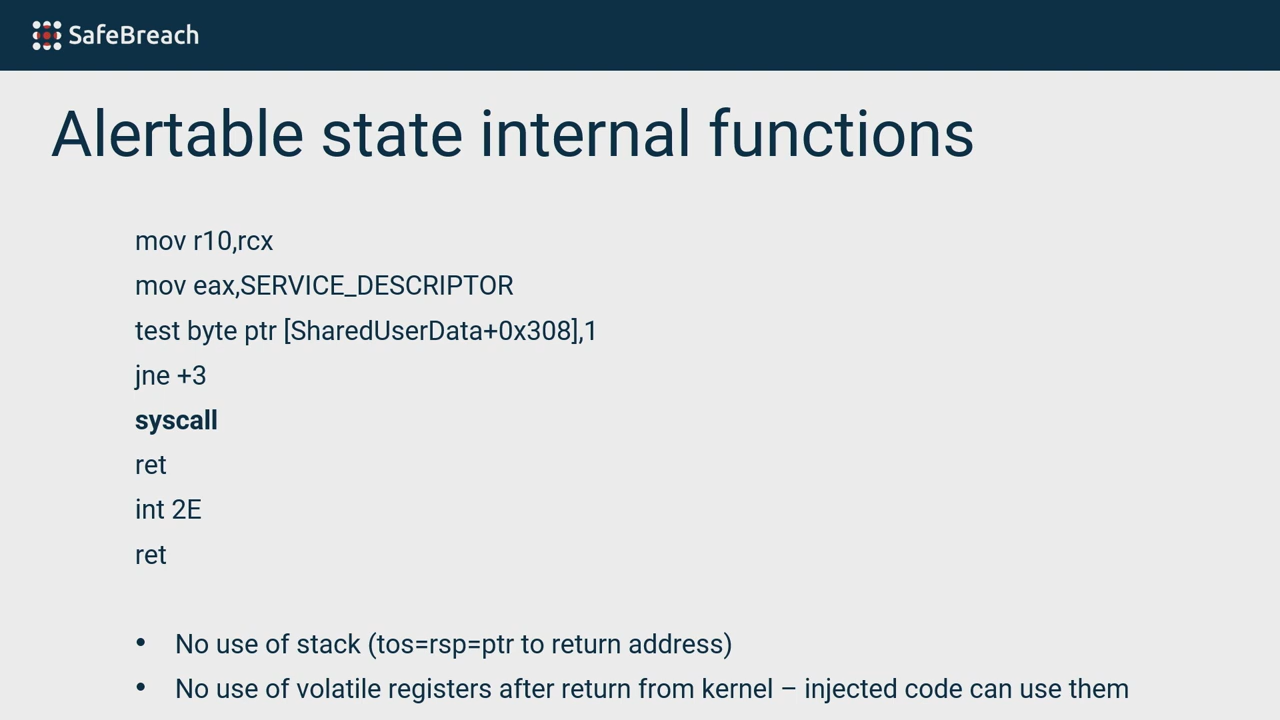 SafeBreach
Alertable state internal functions
mov r10,rcx
mov eax,SERVICE_DESCRIPTOR
test byte ptr [SharedUserData+0x308],1
jne +3
syscall
ret
int 2E
ret
• No use of stack (tos=rsp=ptr to return address)
• No use of volatile registers after return from kernel – injected code can use them